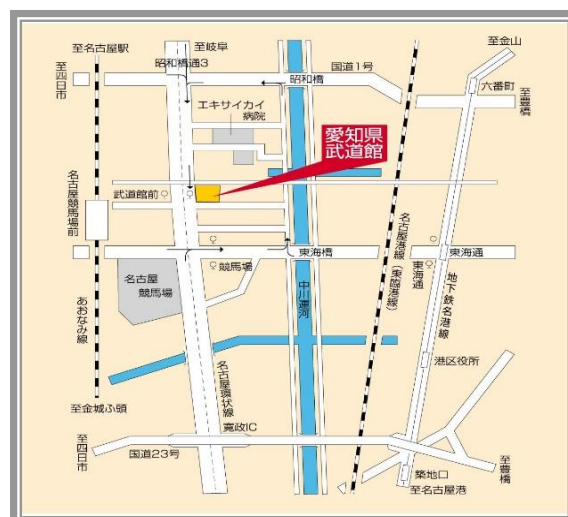 至名古屋駅
至岐阜
至金山
昭和橋通3
国道1号
昭和橋
至四日市
六番町
至豊橋
エキサイカイ
病院
愛知県
武道館
武道館前
名古屋競馬場前
名古屋港線(東臨港線)
東海橋
東海通
東海通
競馬場
名古屋
競馬場
中川運河
地下鉄名港線
あおなみ線
名古屋環状線
港区役所
至金城ふ頭
寛政IC
至四日市
国道23号
至豊橋
築地口
至名古屋港